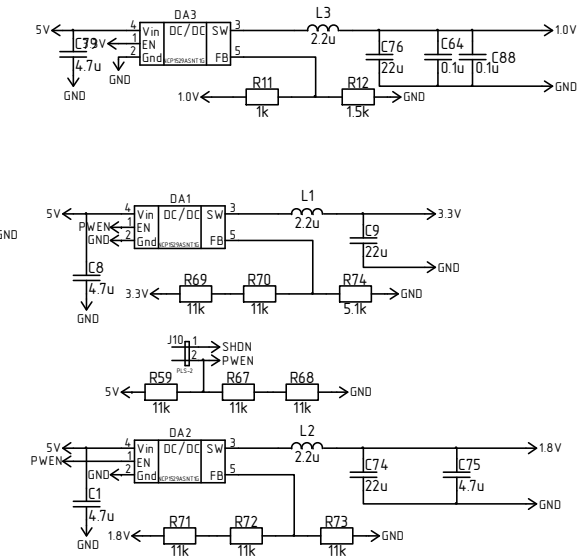 DA3
L3
5V
4
Vin
DC/DC
SW
3
2.2u
1.0V
C79
3.3V
1
EN
C76
C64
C88
4.7u
2
Gnd
NCP1529ASNT1G
FB
5
22u
0.1u
0.1u
GND
GND
R11
R12
GND
1.0V
GND
1k
1.5k
DA1
L1
5V
4
Vin
DC/DC
SW
3
2.2u
3.3V
PWEN
1
EN
C9
GND
GND
2
Gnd
NCP1529ASNT1G
FB
5
22u
C8
GND
4.7u
R69
R70
R74
3.3V
GND
GND
11k
11k
5.1k
J10
1
SHDN
2
PWEN
PLS-2
R59
R67
R68
5V
GND
11k
11k
11k
DA2
L2
5V
4
Vin
DC/DC
SW
3
2.2u
1.8V
PWEN
1
EN
C74
C75
GND
2
Gnd
NCP1529ASNT1G
FB
5
22u
4.7u
C1
GND
4.7u
R71
R72
R73
GND
1.8V
GND
11k
11k
11k